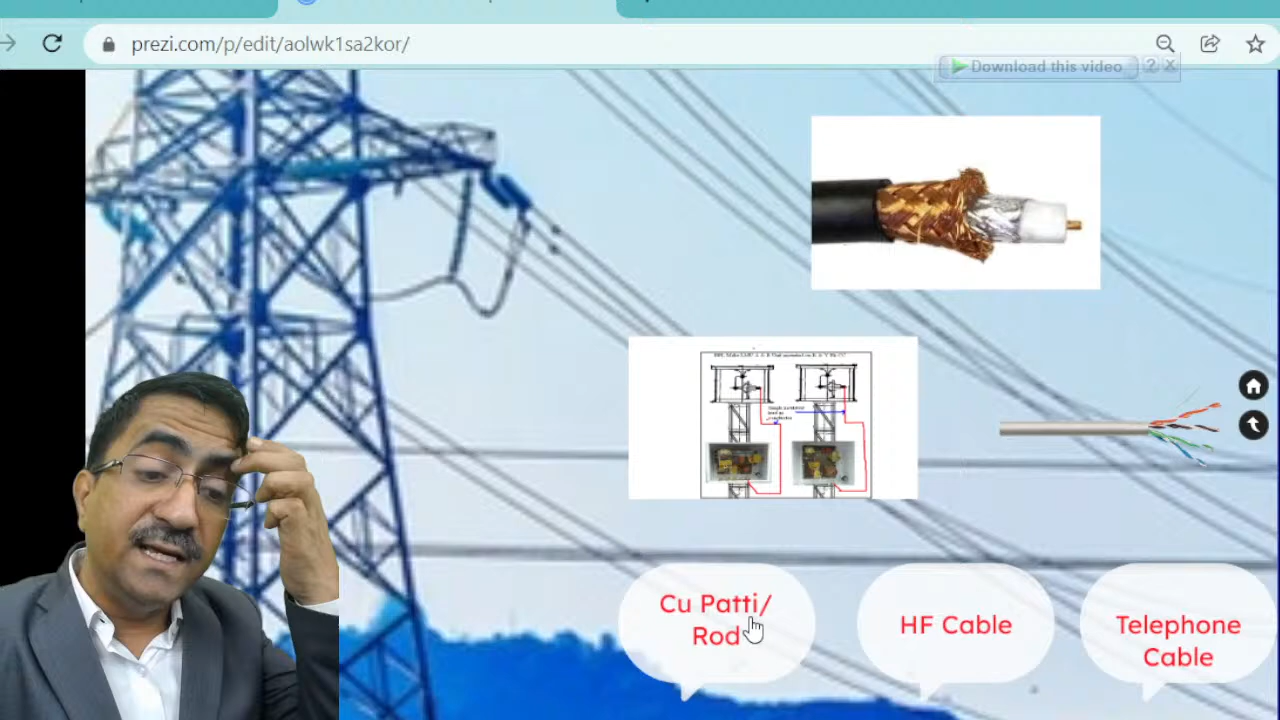 prezi.com/p/edit/aolwk1sa2kor/
Download this video
?
X
Cu Patti/
Rod
HF Cable
Telephone
Cable